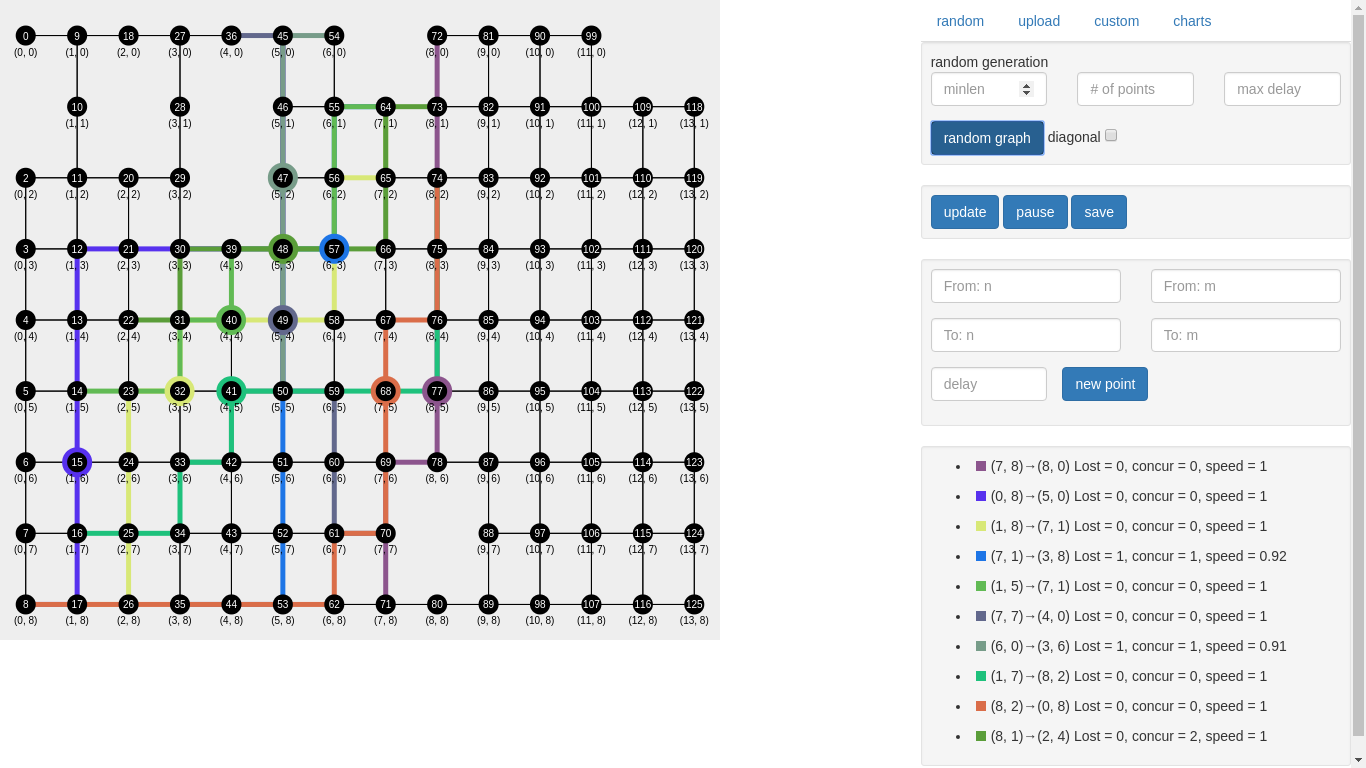 0 9 18 27 36 45 54 72 81 90 99
(0, 0) (1, 0) (2, 0) (3, 0) (4, 0) (5, 0) (6, 0) (8, 0) (9, 0) (10, 0) (11, 0)
10 28 46 55 64 73 82 91 100 109 118
(1, 1) (3, 1) (5, 1) (6, 1) (7, 1) (8, 1) (9, 1) (10, 1) (11, 1) (12, 1) (13, 1)
2 11 20 29 47 56 65 74 83 92 101 110 119
(0, 2) (1, 2) (2, 2) (3, 2) (5, 2) (6, 2) (7, 2) (8, 2) (9, 2) (10, 2) (11, 2) (12, 2) (13, 2)
3 12 21 30 39 48 57 66 75 84 93 102 111 120
(0, 3) (1, 3) (2, 3) (3, 3) (4, 3) (5, 3) (6, 3) (7, 3) (8, 3) (9, 3) (10, 3) (11, 3) (12, 3) (13, 3)
4 13 22 31 40 49 58 67 76 85 94 103 112 121
(0, 4) (1, 4) (2, 4) (3, 4) (4, 4) (5, 4) (6, 4) (7, 4) (8, 4) (9, 4) (10, 4) (11, 4) (12, 4) (13, 4)
5 14 23 32 41 50 59 68 77 86 95 104 113 122
(0, 5) (1, 5) (2, 5) (3, 5) (4, 5) (5, 5) (6, 5) (7, 5) (8, 5) (9, 5) (10, 5) (11, 5) (12, 5) (13, 5)
6 15 24 33 42 51 60 69 78 87 96 105 114 123
(0, 6) (1, 6) (2, 6) (3, 6) (4, 6) (5, 6) (6, 6) (7, 6) (8, 6) (9, 6) (10, 6) (11, 6) (12, 6) (13, 6)
7 16 25 34 43 52 61 70 88 97 106 115 124
(0, 7) (1, 7) (2, 7) (3, 7) (4, 7) (5, 7) (6, 7) (7, 7) (9, 7) (10, 7) (11, 7) (12, 7) (13, 7)
8 17 26 35 44 53 62 71 80 89 98 107 116 125
(0, 8) (1, 8) (2, 8) (3, 8) (4, 8) (5, 8) (6, 8) (7, 8) (8, 8) (9, 8) (10, 8) (11, 8) (12, 8) (13, 8)
random upload custom charts
random generation
minlen # of points max delay
random graph diagonal
update pause save
From: n From: m
To: n To: m
delay new point
(7, 8)→(8, 0) Lost = 0, concur = 0, speed = 1
(0, 8)→(5, 0) Lost = 0, concur = 0, speed = 1
(1, 8)→(7, 1) Lost = 0, concur = 0, speed = 1
(7, 1)→(3, 8) Lost = 1, concur = 1, speed = 0.92
(1, 5)→(7, 1) Lost = 0, concur = 0, speed = 1
(7, 7)→(4, 0) Lost = 0, concur = 0, speed = 1
(6, 0)→(3, 6) Lost = 1, concur = 1, speed = 0.91
(1, 7)→(8, 2) Lost = 0, concur = 0, speed = 1
(8, 2)→(0, 8) Lost = 0, concur = 0, speed = 1
(8, 1)→(2, 4) Lost = 0, concur = 2, speed = 1